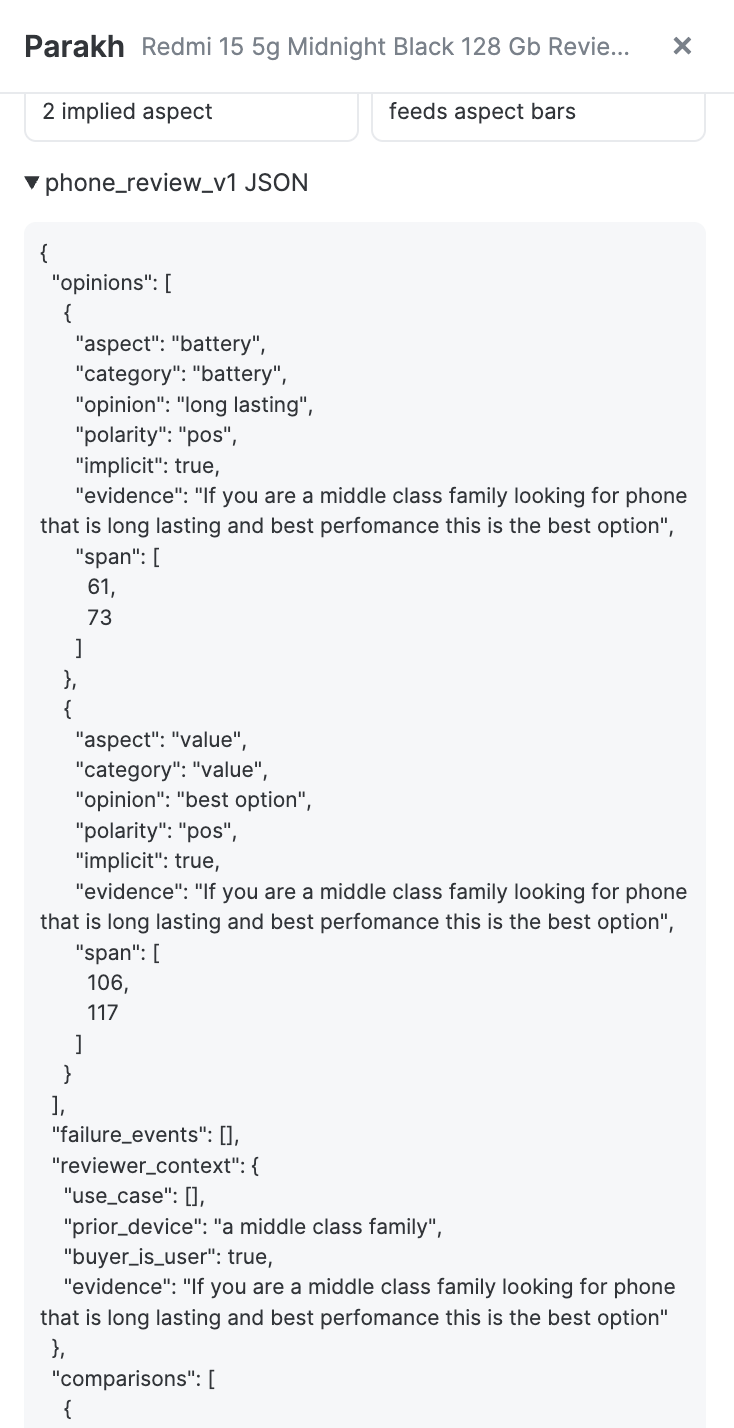 Parakh Redmi 15 5g Midnight Black 128 Gb Revie... ✕
2 implied aspect
feeds aspect bars
▼ phone_review_v1 JSON
{
"opinions": [
{
"aspect": "battery",
"category": "battery",
"opinion": "long lasting",
"polarity": "pos",
"implicit": true,
"evidence": "If you are a middle class family looking for phone
that is long lasting and best perfomance this is the best option",
"span": [
61,
73
]
},
{
"aspect": "value",
"category": "value",
"opinion": "best option",
"polarity": "pos",
"implicit": true,
"evidence": "If you are a middle class family looking for phone
that is long lasting and best perfomance this is the best option",
"span": [
106,
117
]
}
],
"failure_events": [],
"reviewer_context": {
"use_case": [],
"prior_device": "a middle class family",
"buyer_is_user": true,
"evidence": "If you are a middle class family looking for phone
that is long lasting and best perfomance this is the best option"
},
"comparisons": [
{